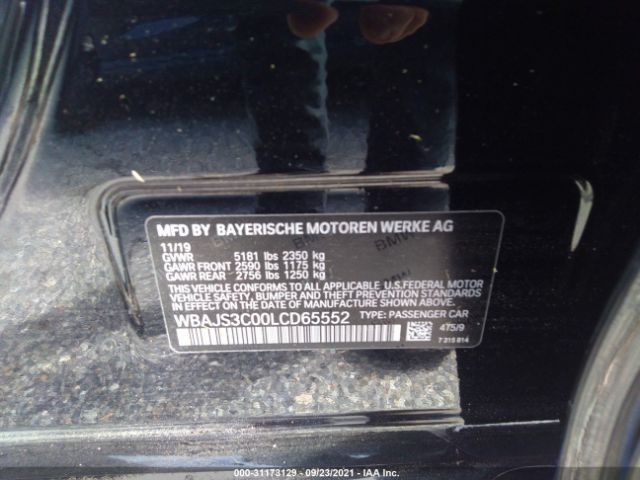 MFD BY BAYERISCHE MOTOREN WERKE AG
11/19
GVWR 5181 lbs 2350 kg
GAWR FRONT 2590 lbs 1175 kg
GAWR REAR 2756 lbs 1250 kg
THIS VEHICLE CONFORMS TO ALL APPLICABLE U.S.FEDERAL MOTOR
VEHICLE SAFETY, BUMPER AND THEFT PREVENTION STANDARDS
IN EFFECT ON THE DATE OF MANUFACTURE SHOWN ABOVE.
WBAJS3C00LCD65552 TYPE: PASSENGER CAR
475/9
7 315 814
000-31173129 - 09/23/2021 - IAA Inc.